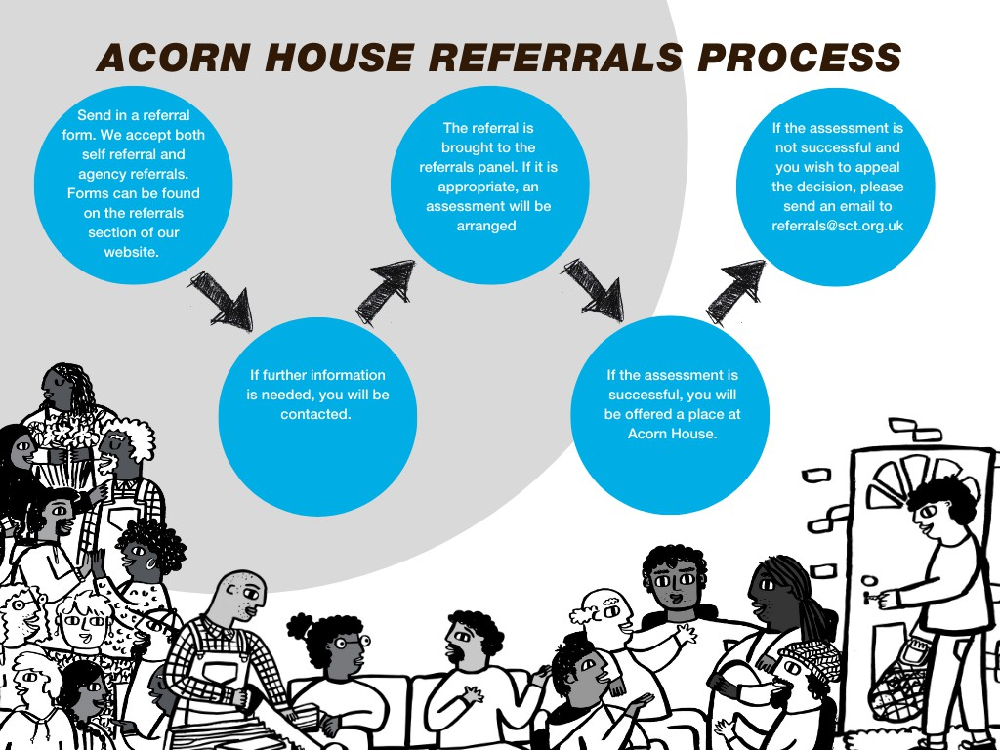 ACORN HOUSE REFERRALS PROCESS
Send in a referral
form. We accept both
self referral and
agency referrals.
Forms can be found
on the referrals
section of our
website.
If further information
is needed, you will be
contacted.
The referral is
brought to the
referrals panel. If it is
appropriate, an
assessment will be
arranged
If the assessment is
successful, you will
be offered a place at
Acorn House.
If the assessment is
not successful and
you wish to appeal
the decision, please
send an email to
referrals@sct.org.uk